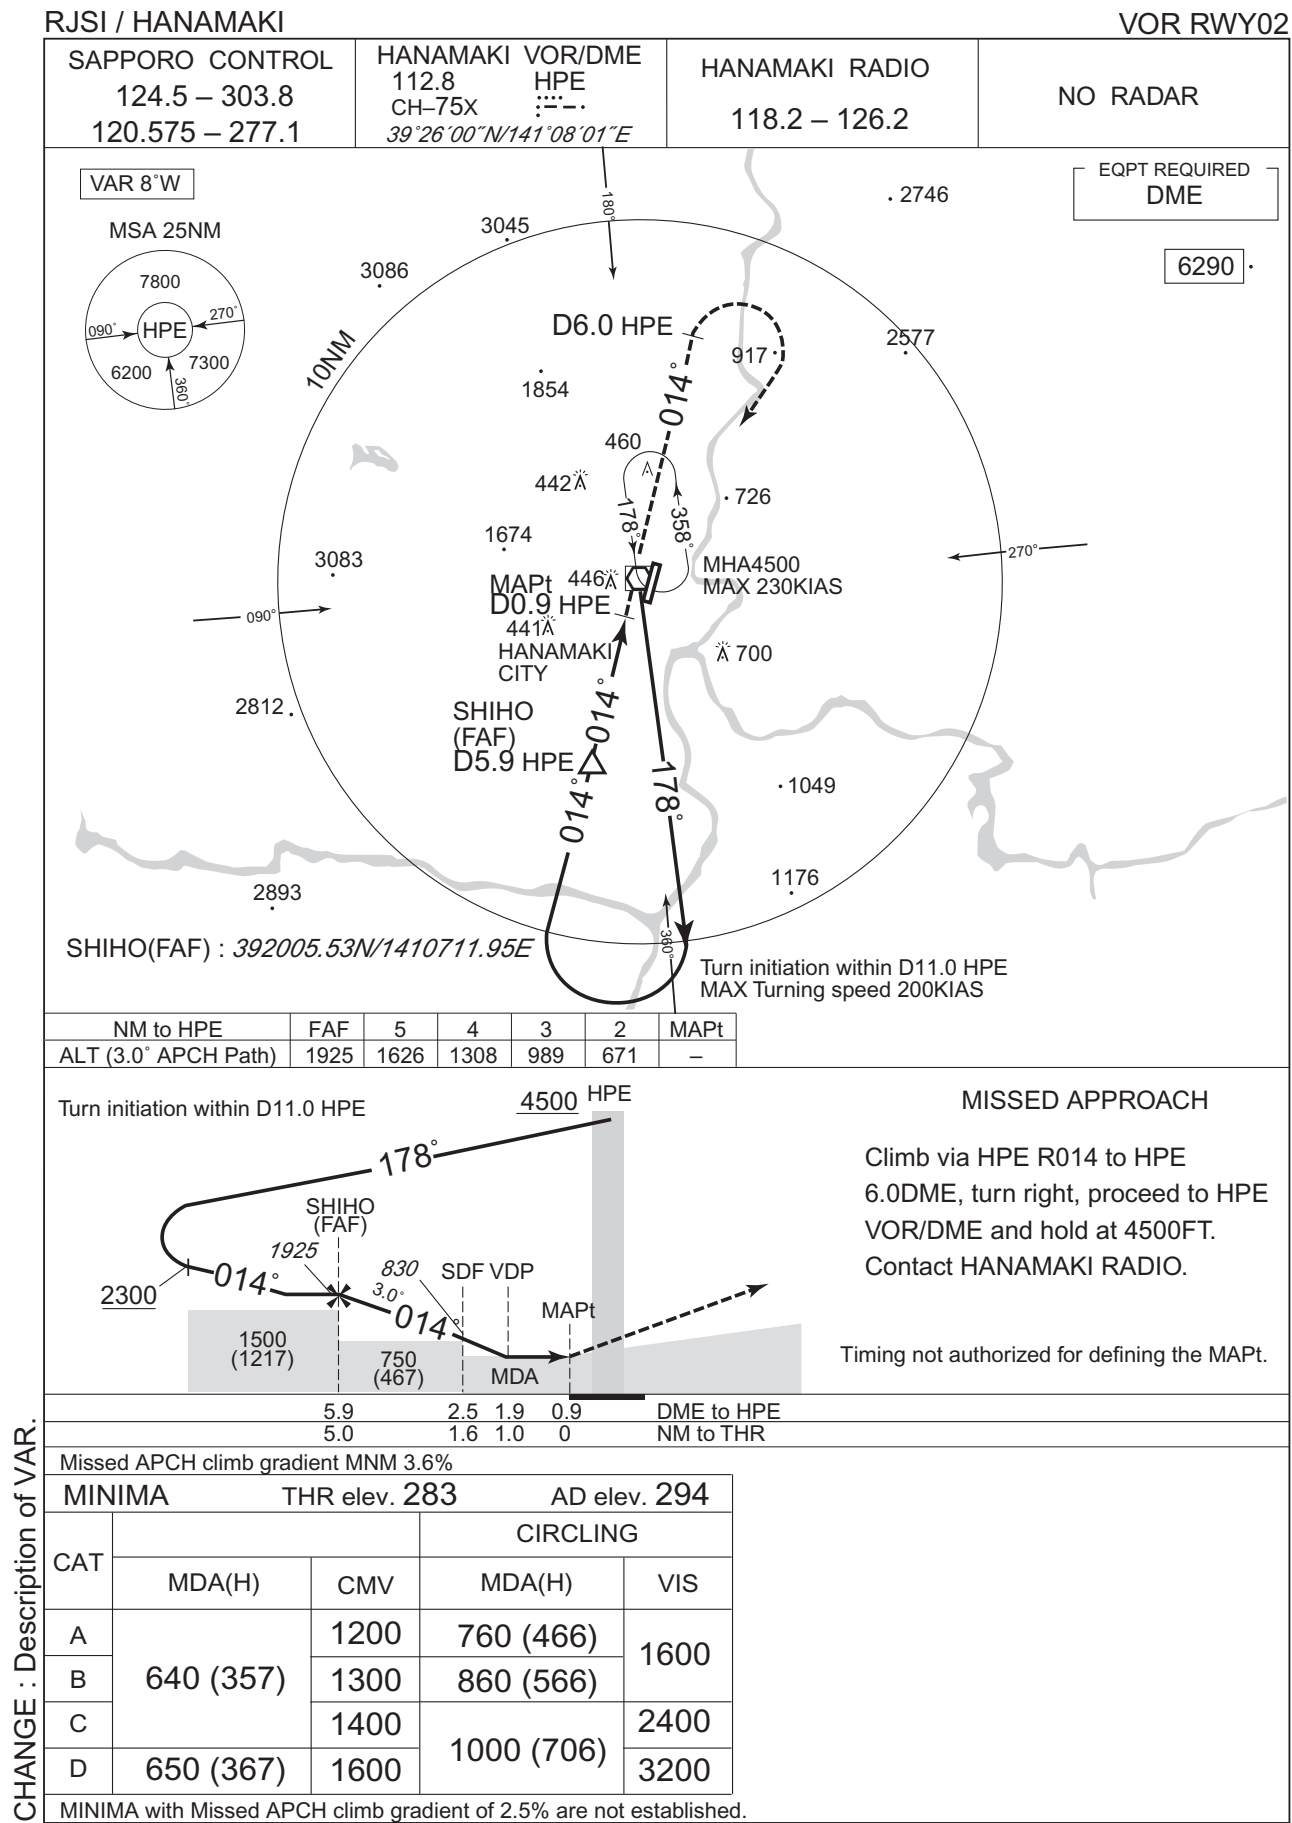 RJSI / HANAMAKI
VOR RWY02
SAPPORO CONTROL
124.5 – 303.8
120.575 – 277.1
HANAMAKI VOR/DME
112.8 HPE
CH–75X
39°26´00˝N/141°08´01˝E
HANAMAKI RADIO
118.2 – 126.2
NO RADAR
VAR 8°W
MSA 25NM
7800
090°
HPE
270°
6200
7300
360°
EQPT REQUIRED
DME
6290
2746
180°
3045
3086
10NM
D6.0 HPE
917
2577
1854
014°
460
442
726
178°
358°
1674
3083
MAPt
D0.9 HPE
446
MHA4500
MAX 230KIAS
270°
090°
441
HANAMAKI
CITY
700
014°
2812
SHIHO
(FAF)
D5.9 HPE
178°
1049
014°
1176
2893
360°
SHIHO(FAF) : 392005.53N/1410711.95E
Turn initiation within D11.0 HPE
MAX Turning speed 200KIAS
NM to HPE FAF 5 4 3 2 MAPt
ALT (3.0° APCH Path) 1925 1626 1308 989 671 –
Turn initiation within D11.0 HPE
4500
HPE
178°
SHIHO
(FAF)
1925
014°
2300
830
3.0°
014°
SDF VDP
MAPt
1500
(1217)
750
(467)
MDA
MISSED APPROACH
Climb via HPE R014 to HPE
6.0DME, turn right, proceed to HPE
VOR/DME and hold at 4500FT.
Contact HANAMAKI RADIO.
Timing not authorized for defining the MAPt.
5.9 2.5 1.9 0.9 DME to HPE
5.0 1.6 1.0 0 NM to THR
Missed APCH climb gradient MNM 3.6%
MINIMA THR elev. 283 AD elev. 294
CAT
CIRCLING
MDA(H) CMV MDA(H) VIS
A 640 (357) 1200 760 (466) 1600
B 1300 860 (566)
C 1400 1000 (706) 2400
D 650 (367) 1600 3200
MINIMA with Missed APCH climb gradient of 2.5% are not established.
CHANGE : Description of VAR.